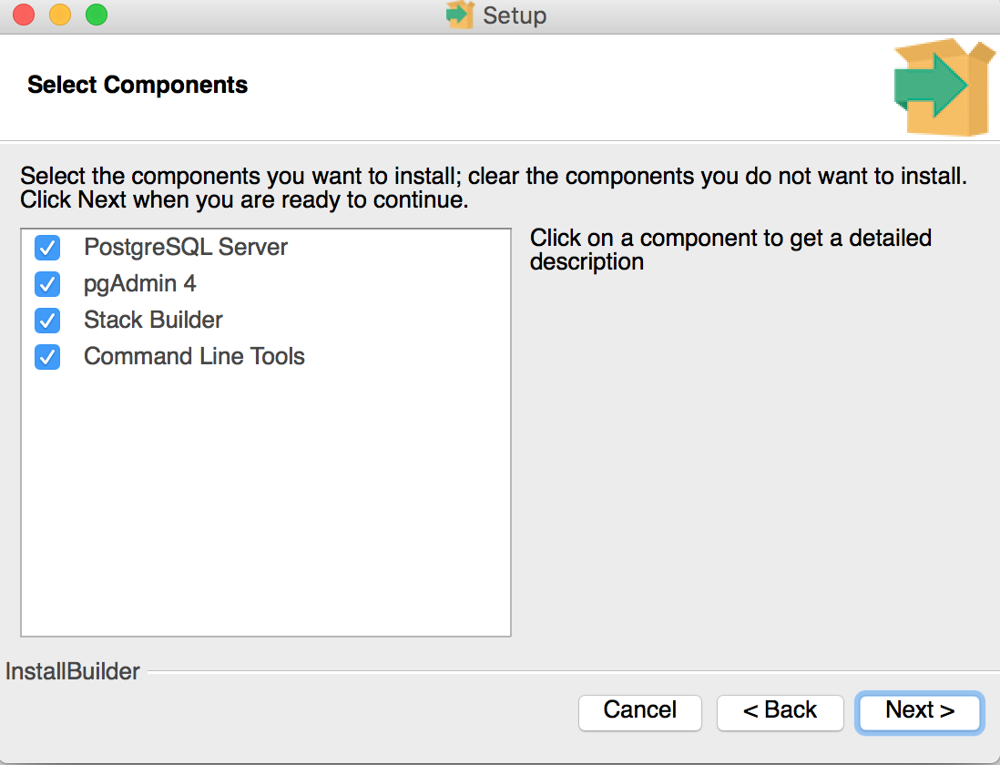 Setup
Select Components
Select the components you want to install; clear the components you do not want to install.
Click Next when you are ready to continue.
PostgreSQL Server
pgAdmin 4
Stack Builder
Command Line Tools
Click on a component to get a detailed
description
InstallBuilder
Cancel
< Back
Next >